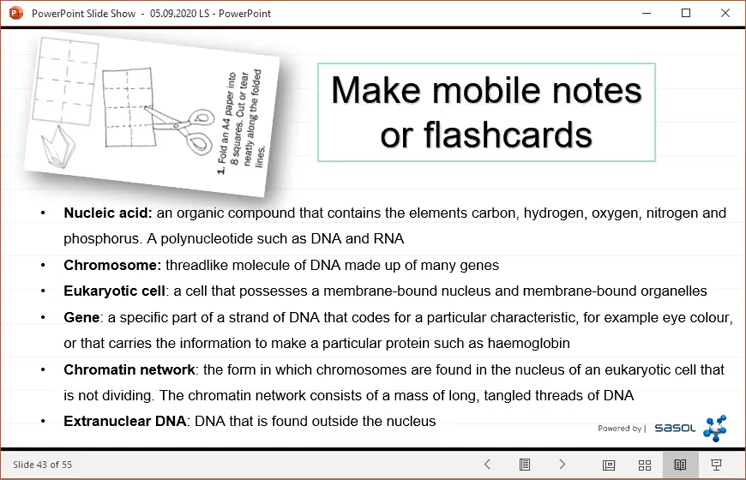 PowerPoint Slide Show - 05.09.2020 LS - PowerPoint
1. Fold an A4 paper into
8 squares. Cut or tear
neatly along the folded
lines.
Make mobile notes
or flashcards
• Nucleic acid: an organic compound that contains the elements carbon, hydrogen, oxygen, nitrogen and
phosphorus. A polynucleotide such as DNA and RNA
• Chromosome: threadlike molecule of DNA made up of many genes
• Eukaryotic cell: a cell that possesses a membrane-bound nucleus and membrane-bound organelles
• Gene: a specific part of a strand of DNA that codes for a particular characteristic, for example eye colour,
or that carries the information to make a particular protein such as haemoglobin
• Chromatin network: the form in which chromosomes are found in the nucleus of an eukaryotic cell that
is not dividing. The chromatin network consists of a mass of long, tangled threads of DNA
• Extranuclear DNA: DNA that is found outside the nucleus
Powered by | sasol
Slide 43 of 55